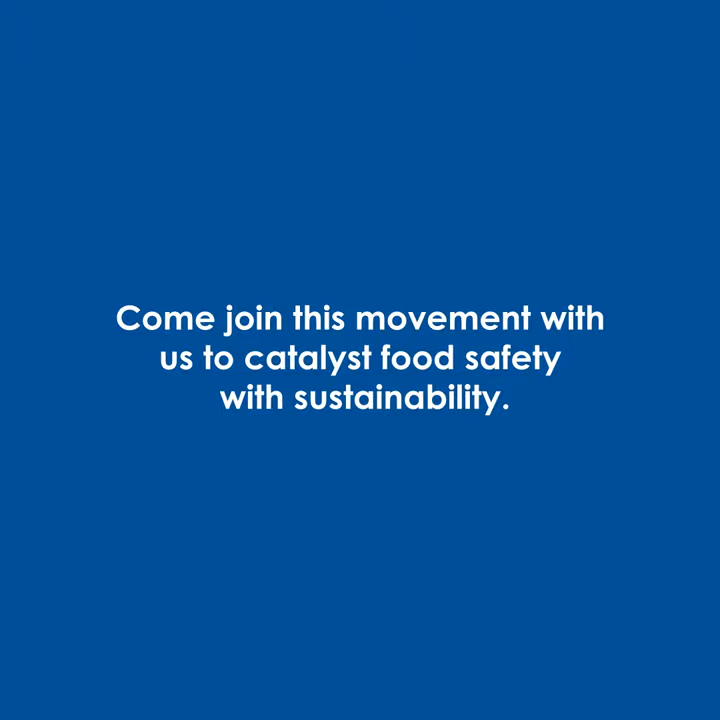 Come join this movement with
us to catalyst food safety
with sustainability.